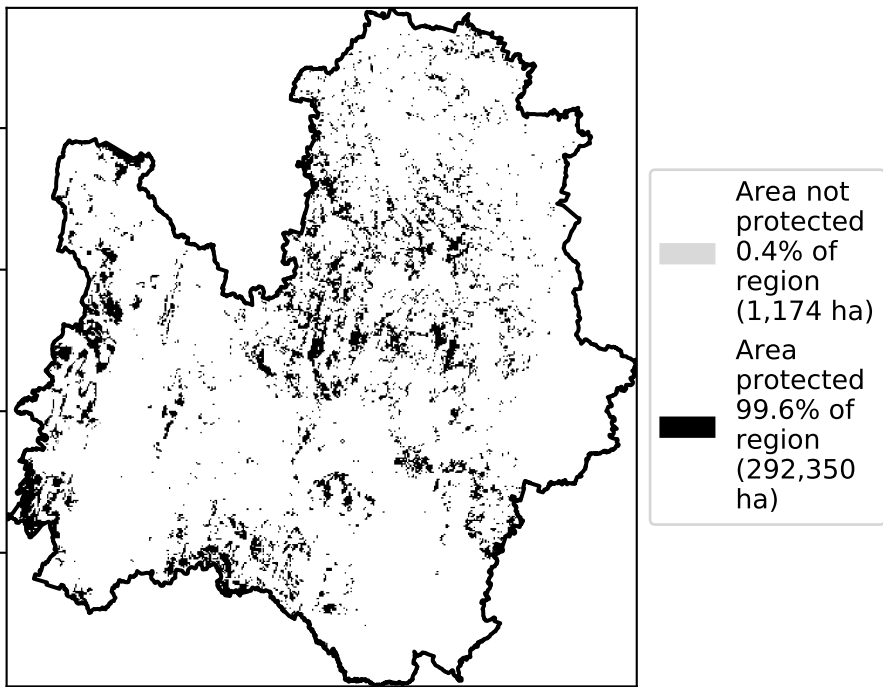 Area not
protected
0.4% of
region
(1,174 ha)
Area
protected
99.6% of
region
(292,350
ha)